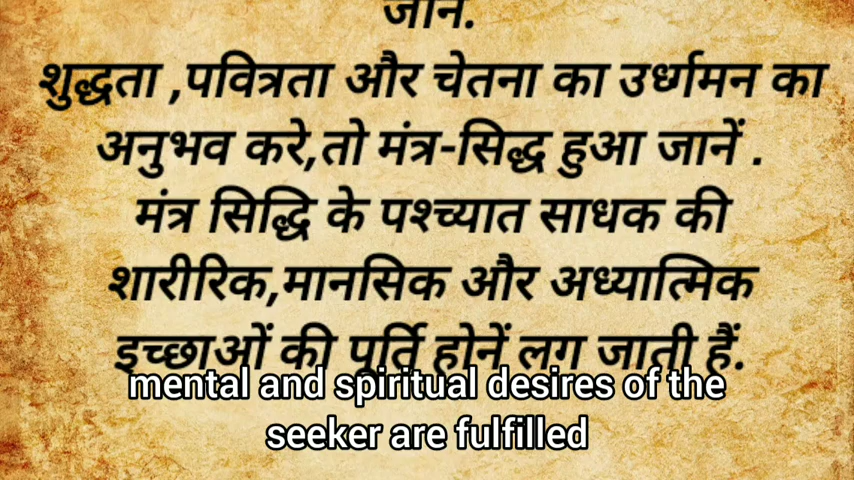 जाने.
शुद्धता ,पवित्रता और चेतना का उर्धामन का
अनुभव करे,तो मंत्र-सिद्ध हुआ जानें .
मंत्र सिद्धि के पश्च्यात साधक की
शारीरिक,मानसिक और अध्यात्मिक
इच्छाओं की पूर्ति होनें लग जाती हैं.
mental and spiritual desires of the
seeker are fulfilled